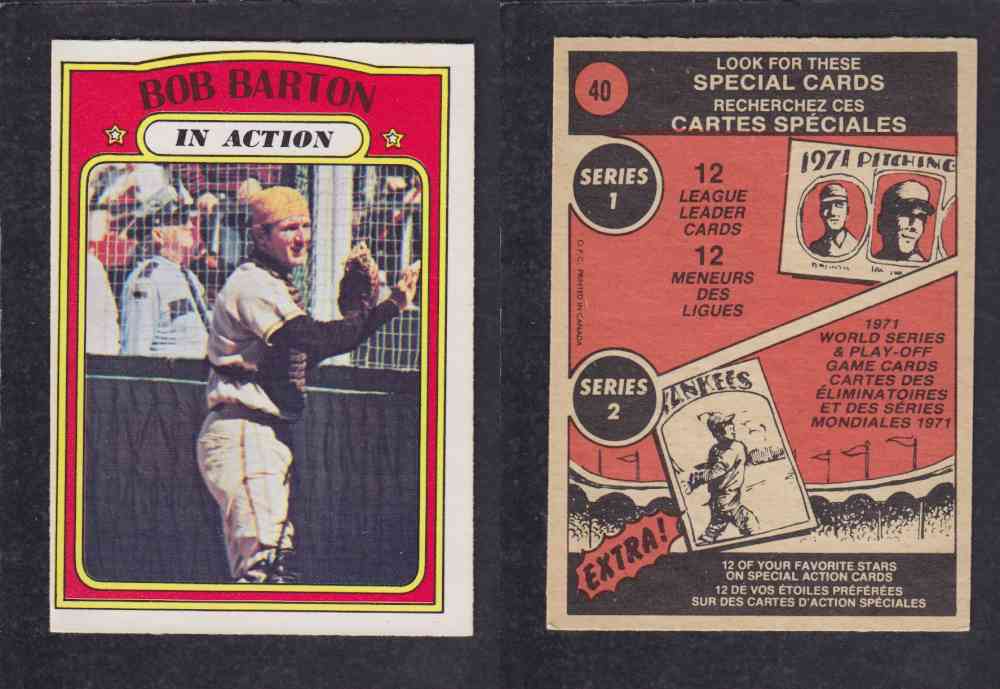 BOB BARTON
IN ACTION
40
LOOK FOR THESE
SPECIAL CARDS
RECHERCHEZ CES
CARTES SPÉCIALES
SERIES
1
12
LEAGUE
LEADER
CARDS
12
MENEURS
DES
LIGUES
1971 PITCHING
O.P.C. PRINTED IN CANADA
SERIES
2
1971
WORLD SERIES
& PLAY-OFF
GAME CARDS
CARTES DES
ÉLIMINATOIRES
ET DES SÉRIES
MONDIALES 1971
YANKEES
EXTRA!
12 OF YOUR FAVORITE STARS
ON SPECIAL ACTION CARDS
12 DE VOS ÉTOILES PRÉFÉRÉES
SUR DES CARTES D'ACTION SPÉCIALES